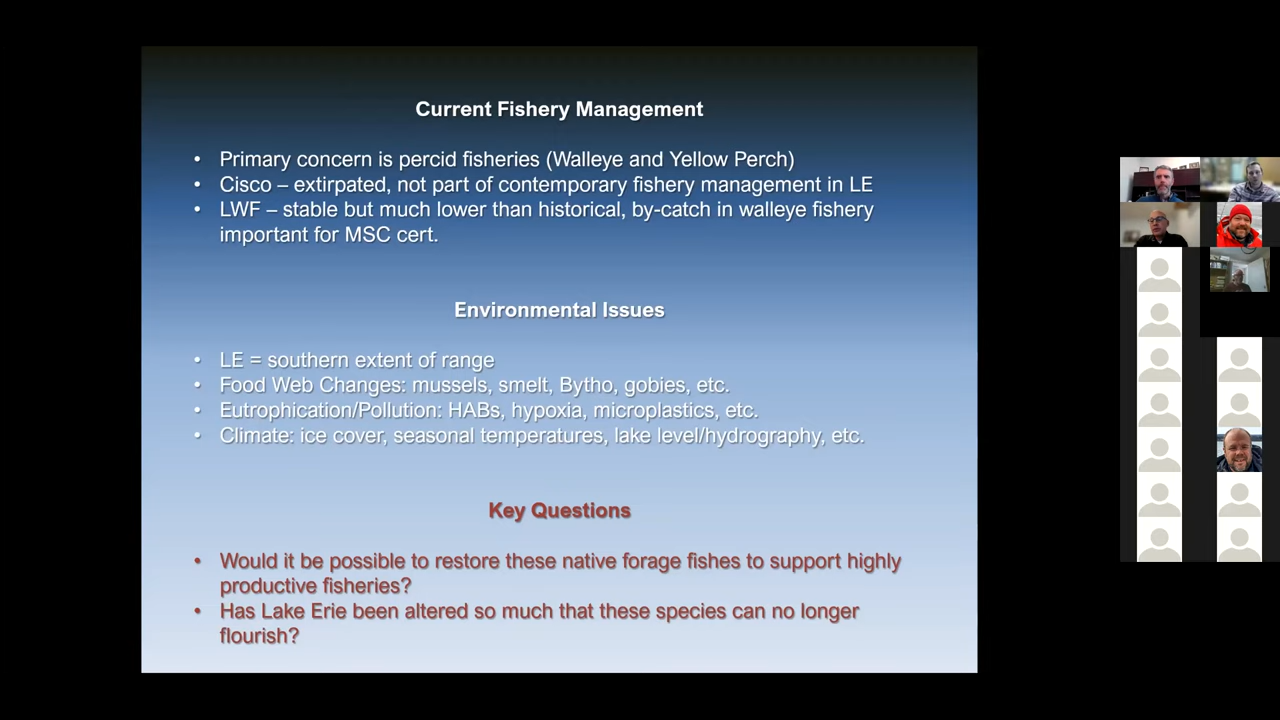 Current Fishery Management
• Primary concern is percid fisheries (Walleye and Yellow Perch)
• Cisco – extirpated, not part of contemporary fishery management in LE
• LWF – stable but much lower than historical, by-catch in walleye fishery
important for MSC cert.
Environmental Issues
• LE = southern extent of range
• Food Web Changes: mussels, smelt, Bytho, gobies, etc.
• Eutrophication/Pollution: HABs, hypoxia, microplastics, etc.
• Climate: ice cover, seasonal temperatures, lake level/hydrography, etc.
Key Questions
• Would it be possible to restore these native forage fishes to support highly
productive fisheries?
• Has Lake Erie been altered so much that these species can no longer
flourish?